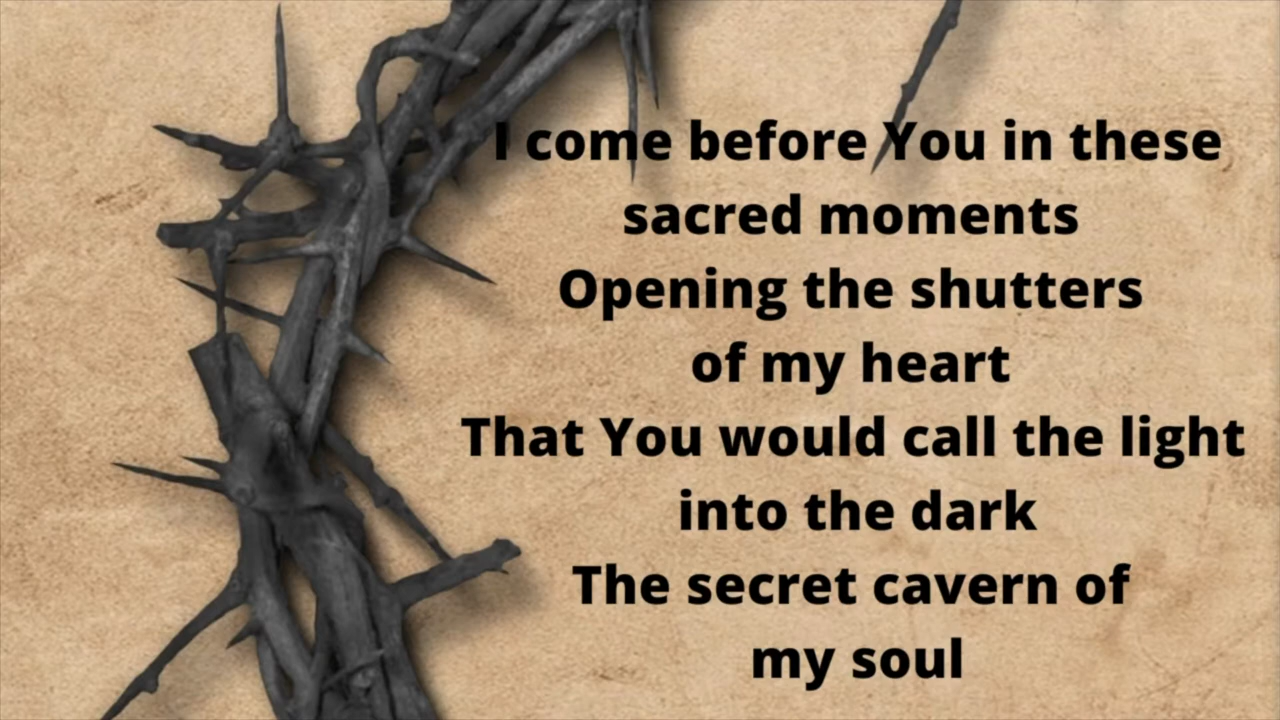 I come before You in these
sacred moments
Opening the shutters
of my heart
That You would call the light
into the dark
The secret cavern of
my soul